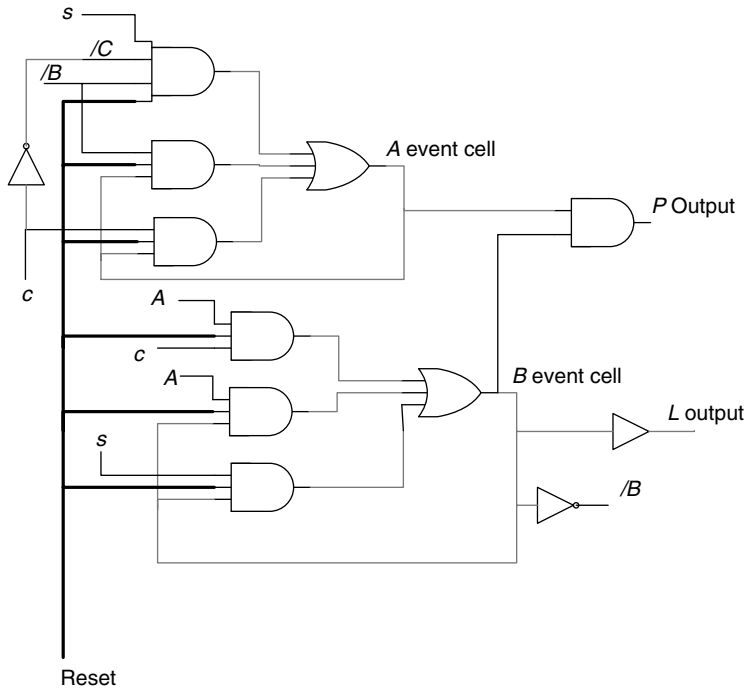 s
/C
/B
A event cell
P Output
c
A
c
A
B event cell
L output
s
/B
Reset